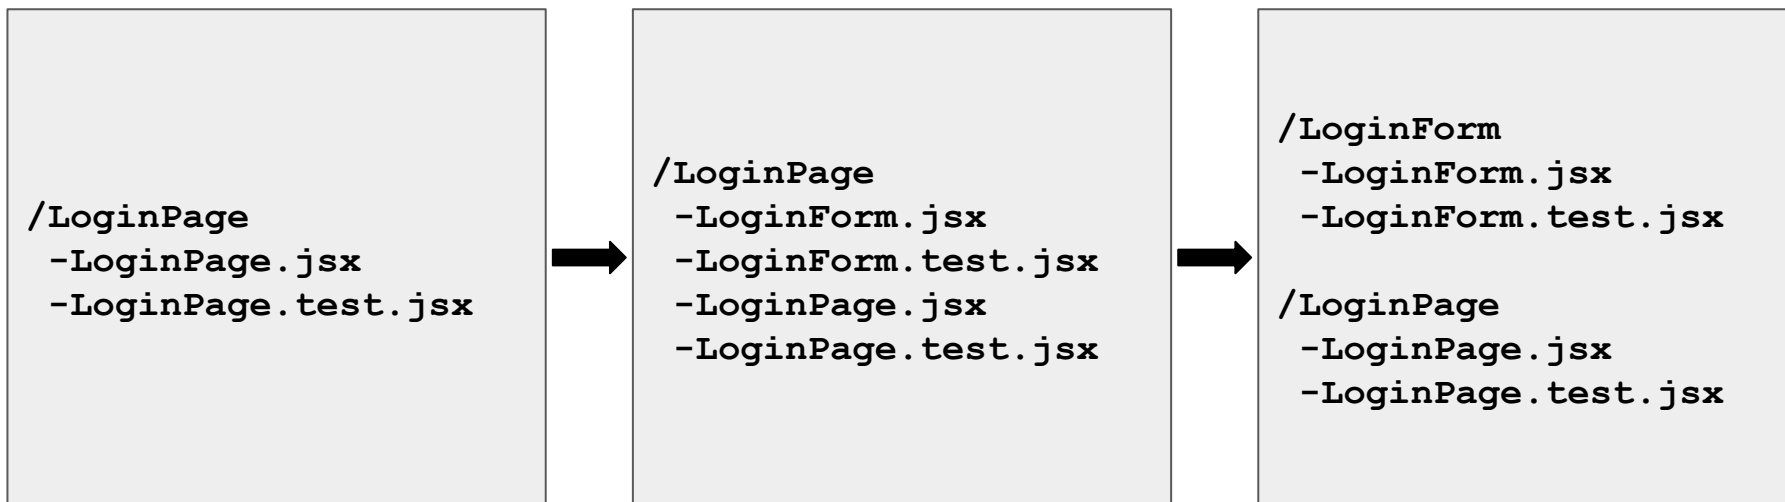 /LoginPage
-LoginPage.jsx
-LoginPage.test.jsx
/LoginPage
-LoginForm.jsx
-LoginForm.test.jsx
-LoginPage.jsx
-LoginPage.test.jsx
/LoginForm
-LoginForm.jsx
-LoginForm.test.jsx
/LoginPage
-LoginPage.jsx
-LoginPage.test.jsx